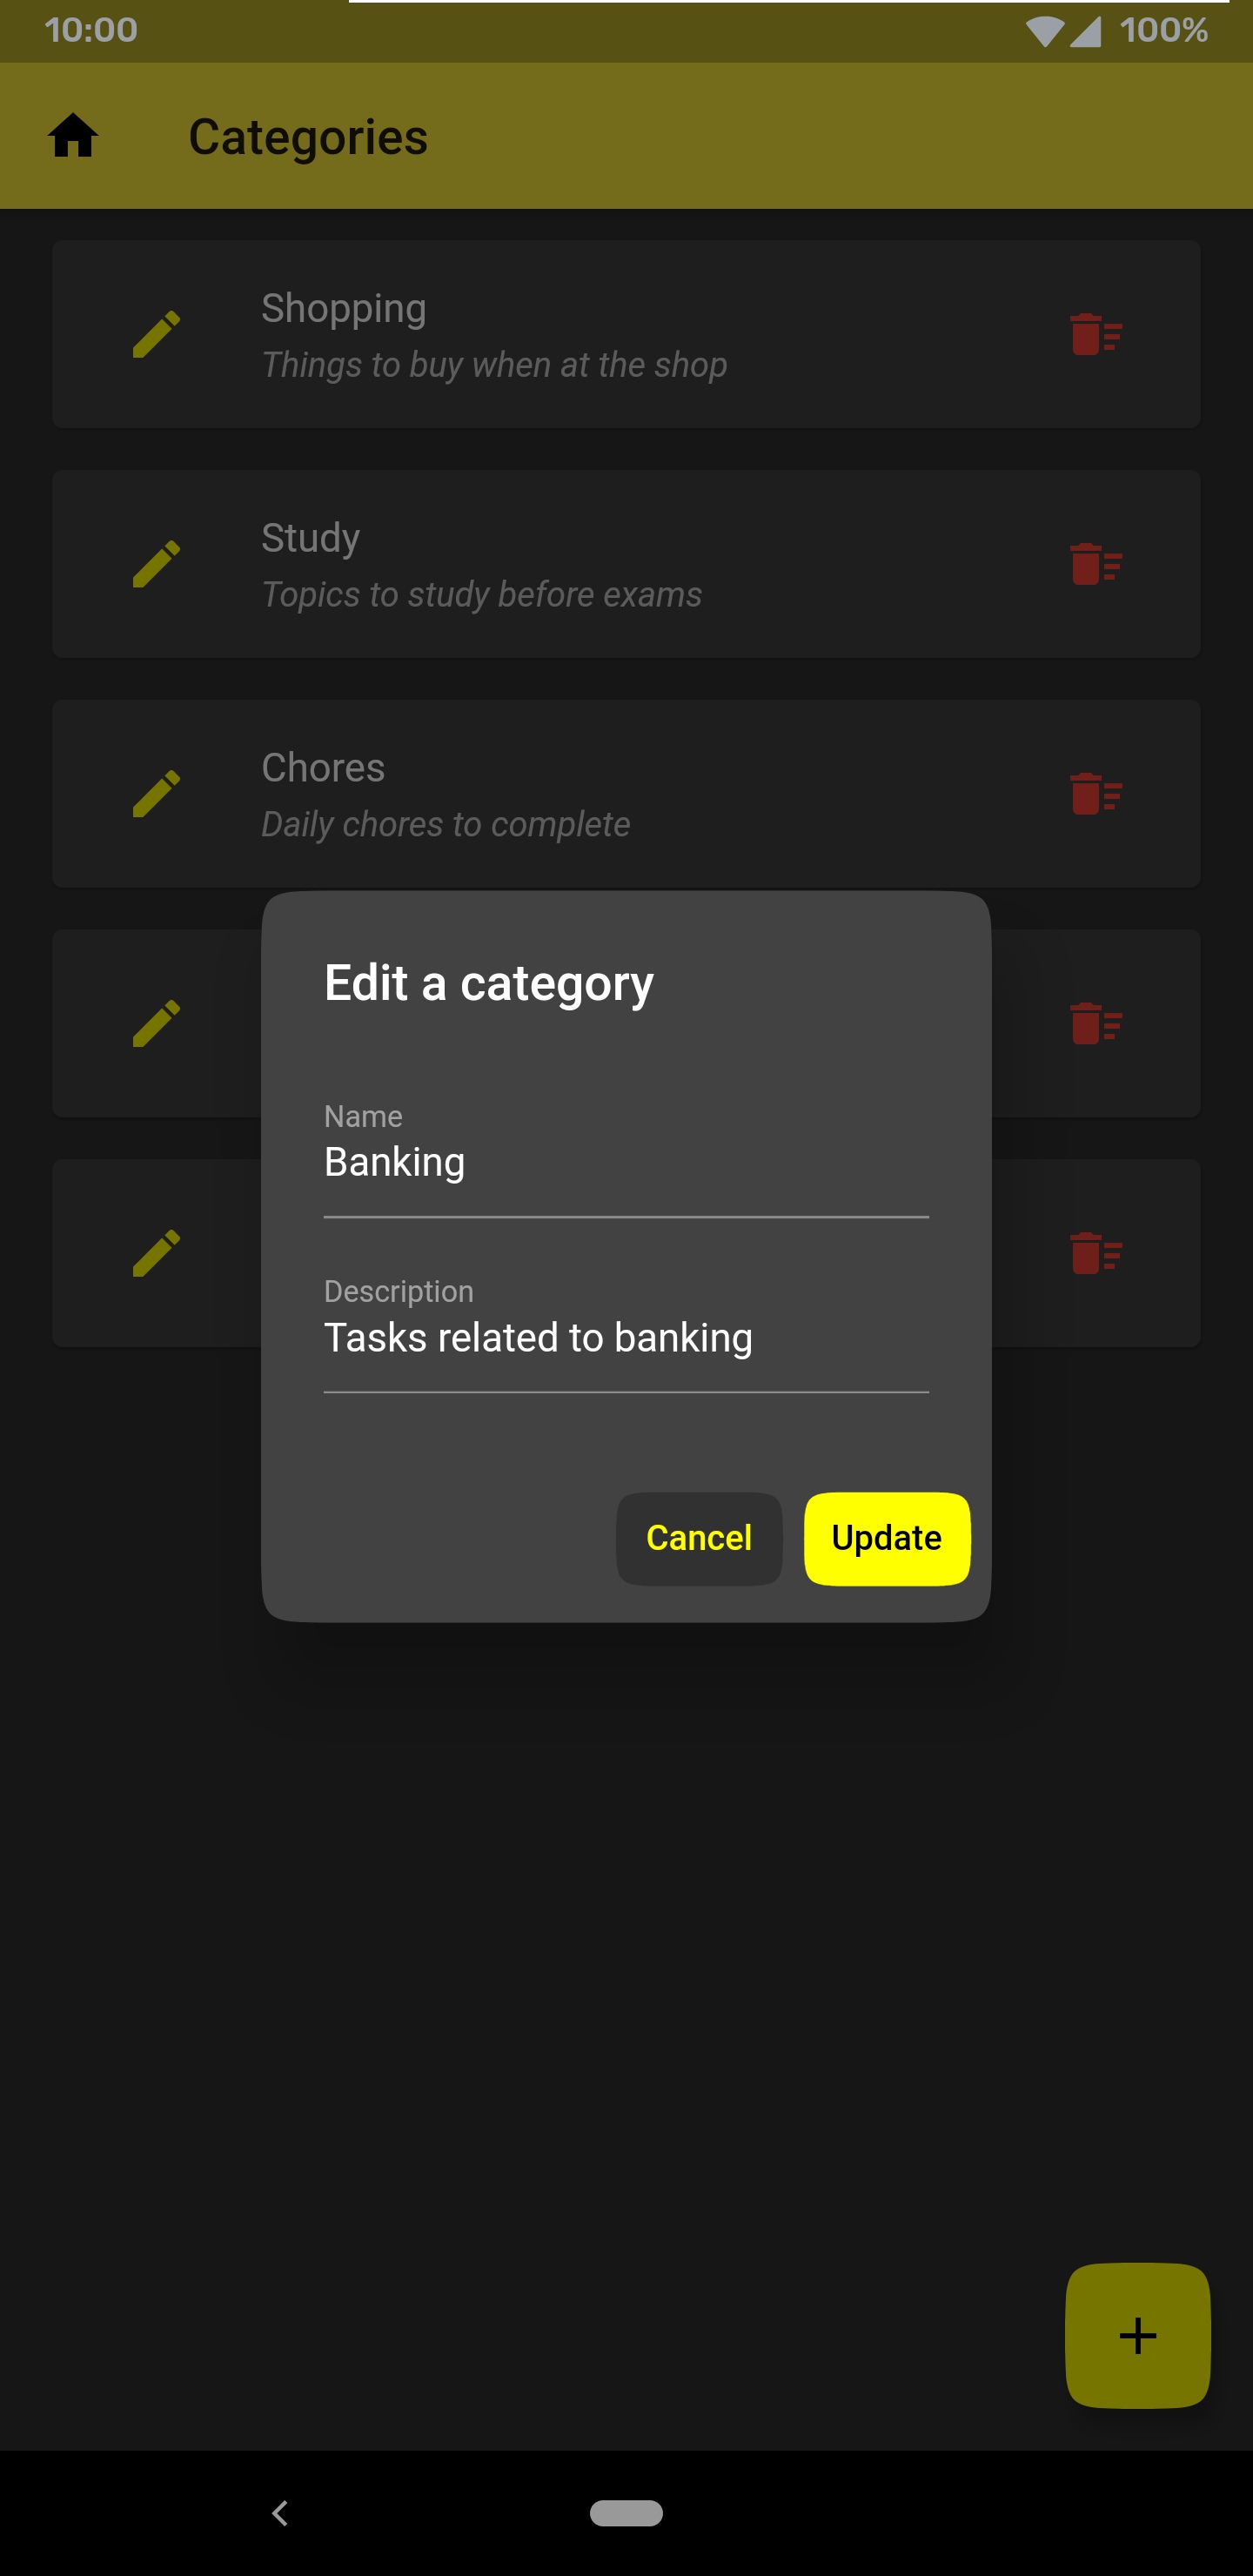 10:00 100%
Categories
Shopping
Things to buy when at the shop
Study
Topics to study before exams
Chores
Daily chores to complete
Edit a category
Name
Banking
Description
Tasks related to banking
Cancel Update